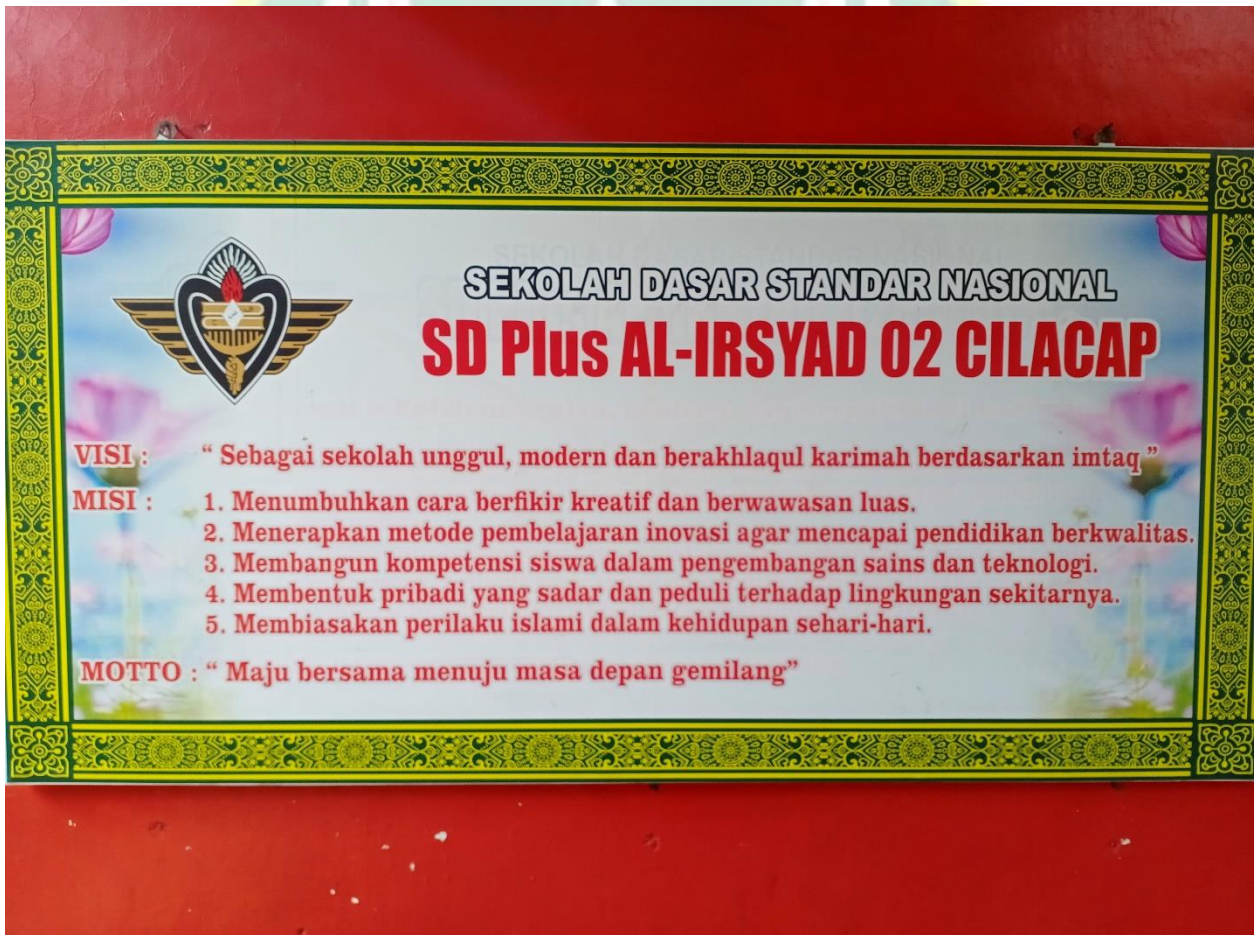 SEKOLAH DASAR STANDAR NASIONAL
SD Plus AL-IRSYAD 02 CILACAP
VISI : “ Sebagai sekolah unggul, modern dan berakhlaqul karimah berdasarkan imtaq ”
MISI : 1. Menumbuhkan cara berfikir kreatif dan berwawasan luas.
2. Menerapkan metode pembelajaran inovasi agar mencapai pendidikan berkwalitas.
3. Membangun kompetensi siswa dalam pengembangan sains dan teknologi.
4. Membentuk pribadi yang sadar dan peduli terhadap lingkungan sekitarnya.
5. Membiasakan perilaku islami dalam kehidupan sehari-hari.
MOTTO : “ Maju bersama menuju masa depan gemilang”